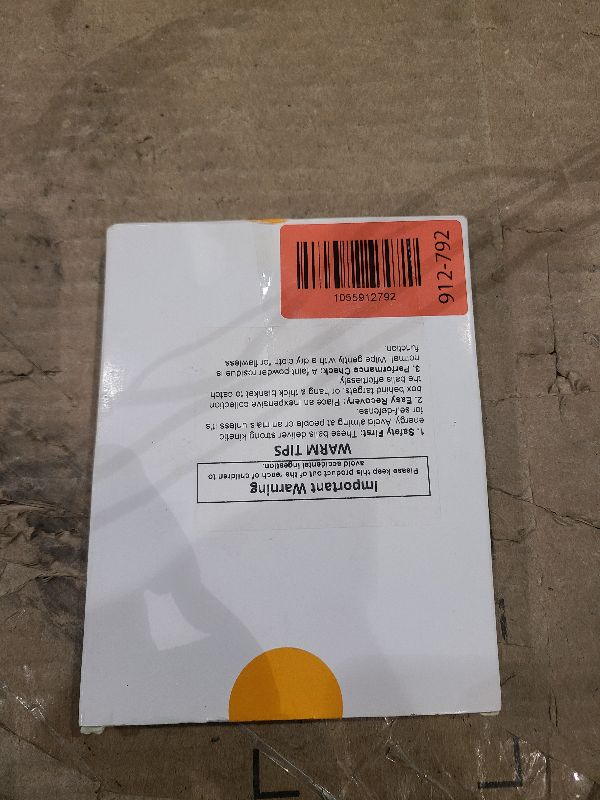 Important Warning
Please keep this out of the reach of children to
avoid accidental ingestion.
WARM TIPS
1. Safety First: These balls deliver strong kinetic
energy. Avoid aiming at people or animals unless it's
for self-defense.
2. Easy Recovery: Place an inexpensive collection
box behind targets or hang a thick blanket to catch
the balls effortlessly.
3. Performance Check: A faint powder residue is
normal. Wipe gently with a dry cloth for flawless
function.
1055912792
912-792